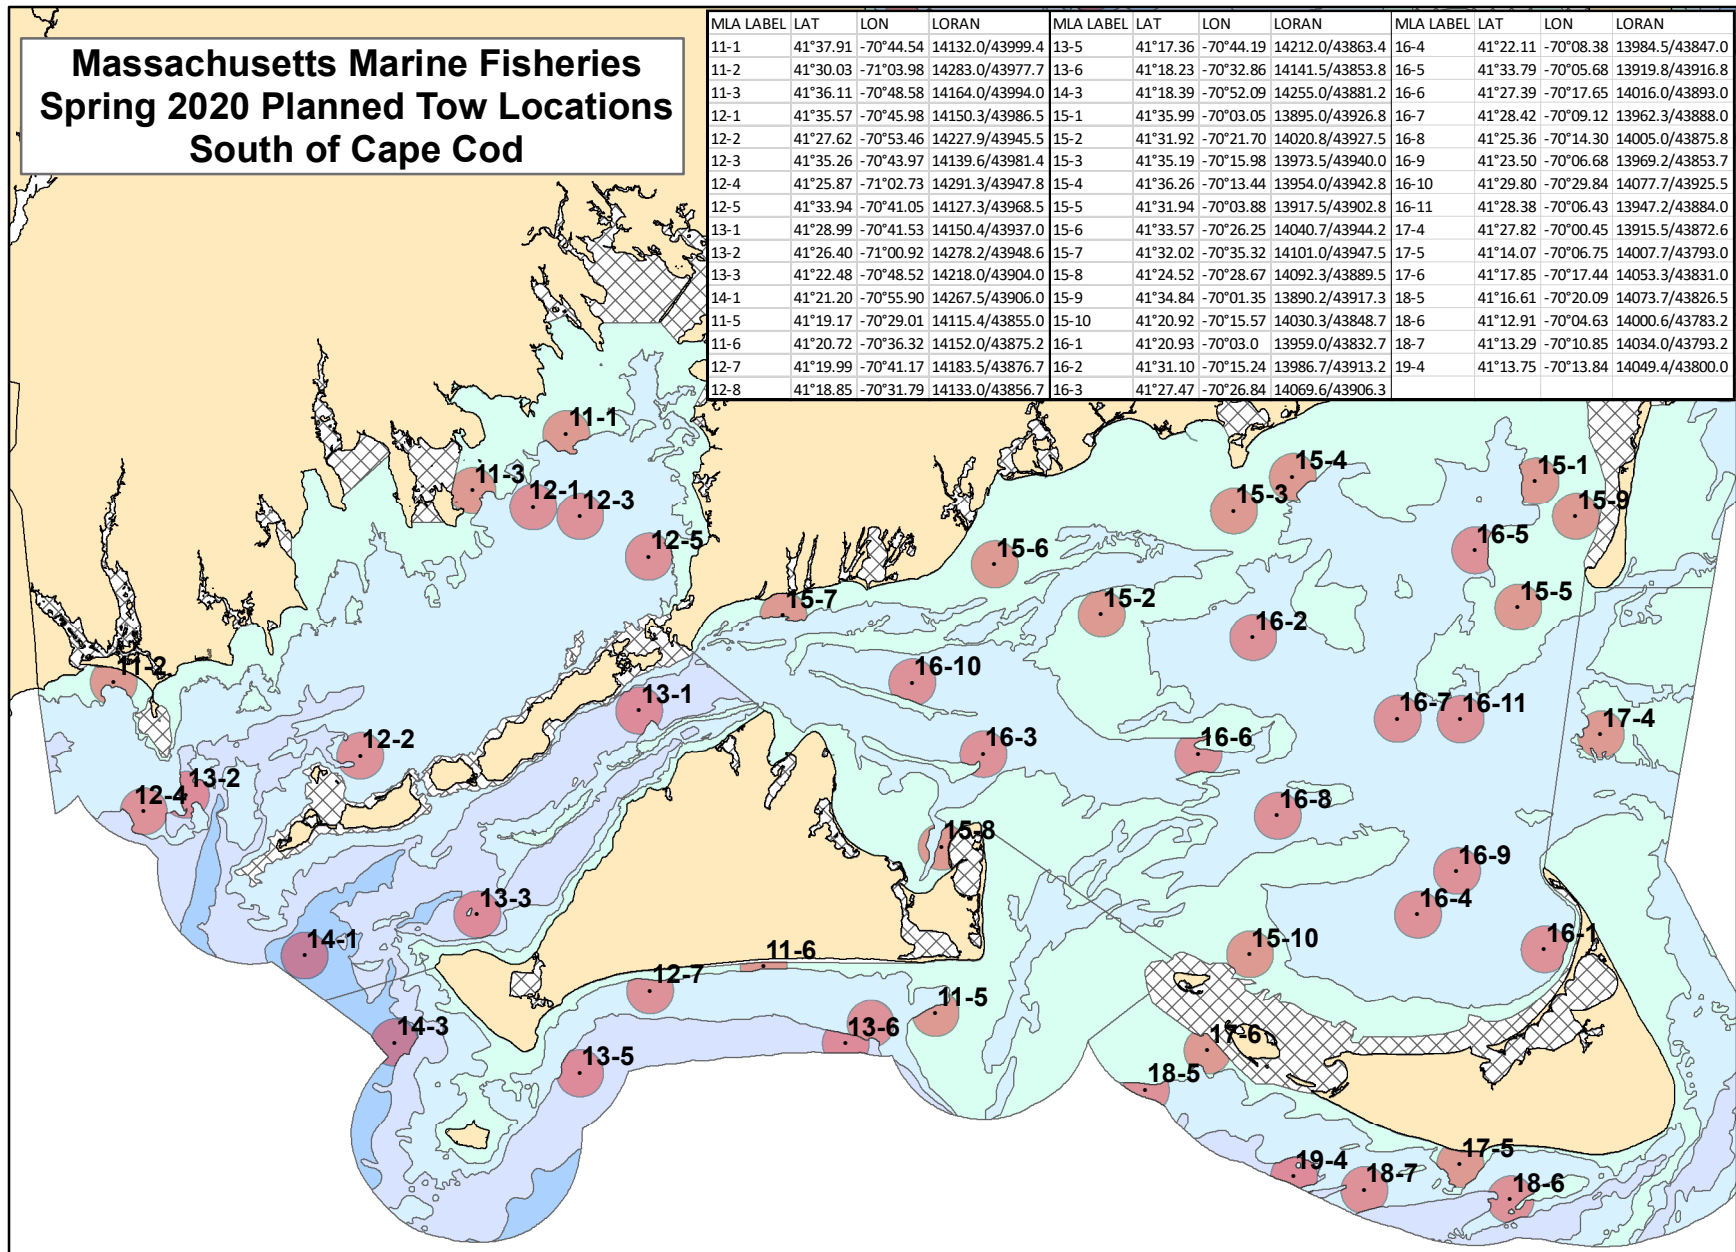 Massachusetts Marine Fisheries
Spring 2020 Planned Tow Locations
South of Cape Cod
MLA LABEL LAT LON LORAN MLA LABEL LAT LON LORAN MLA LABEL LAT LON LORAN
11-1 41°37.91 -70°44.54 14132.0/43999.4 13-5 41°17.36 -70°44.19 14212.0/43863.4 16-4 41°22.11 -70°08.38 13984.5/43847.0
11-2 41°30.03 -71°03.98 14283.0/43977.7 13-6 41°18.23 -70°32.86 14141.5/43853.8 16-5 41°33.79 -70°05.68 13919.8/43916.8
11-3 41°36.11 -70°48.58 14164.0/43994.0 14-3 41°18.39 -70°52.09 14255.0/43881.2 16-6 41°27.39 -70°17.65 14016.0/43893.0
12-1 41°35.57 -70°45.98 14150.3/43986.5 15-1 41°35.99 -70°03.05 13895.0/43926.8 16-7 41°28.42 -70°09.12 13962.3/43888.0
12-2 41°27.62 -70°53.46 14227.9/43945.5 15-2 41°31.92 -70°21.70 14020.8/43927.5 16-8 41°25.36 -70°14.30 14005.0/43875.8
12-3 41°35.26 -70°43.97 14139.6/43981.4 15-3 41°35.19 -70°15.98 13973.5/43940.0 16-9 41°23.50 -70°06.68 13969.2/43853.7
12-4 41°25.87 -71°02.73 14291.3/43947.8 15-4 41°36.26 -70°13.44 13954.0/43942.8 16-10 41°29.80 -70°29.84 14077.7/43925.5
12-5 41°33.94 -70°41.05 14127.3/43968.5 15-5 41°31.94 -70°03.88 13917.5/43902.8 16-11 41°28.38 -70°06.43 13947.2/43884.0
13-1 41°28.99 -70°41.53 14150.4/43937.0 15-6 41°33.57 -70°26.25 14040.7/43944.2 17-4 41°27.82 -70°00.45 13915.5/43872.6
13-2 41°26.40 -71°00.92 14278.2/43948.6 15-7 41°32.02 -70°35.32 14101.0/43947.5 17-5 41°14.07 -70°06.75 14007.7/43793.0
13-3 41°22.48 -70°48.52 14218.0/43904.0 15-8 41°24.52 -70°28.67 14092.3/43889.5 17-6 41°17.85 -70°17.44 14053.3/43831.0
14-1 41°21.20 -70°55.90 14267.5/43906.0 15-9 41°34.84 -70°01.35 13890.2/43917.3 18-5 41°16.61 -70°20.09 14073.7/43826.5
11-5 41°19.17 -70°29.01 14115.4/43855.0 15-10 41°20.92 -70°15.57 14030.3/43848.7 18-6 41°12.91 -70°04.63 14000.6/43783.2
11-6 41°20.72 -70°36.32 14152.0/43875.2 16-1 41°20.93 -70°03.0 13959.0/43832.7 18-7 41°13.29 -70°10.85 14034.0/43793.2
12-7 41°19.99 -70°41.17 14183.5/43876.7 16-2 41°31.10 -70°15.24 13986.7/43913.2 19-4 41°13.75 -70°13.84 14049.4/43800.0
12-8 41°18.85 -70°31.79 14133.0/43856.7 16-3 41°27.47 -70°26.84 14069.6/43906.3
11-1
15-4
15-1
11-3
12-1
12-3
15-3
15-9
12-5
15-6
16-5
15-7
15-2
15-5
16-2
11-2
16-10
13-1
16-7
16-11
17-4
12-2
16-3
16-6
12-4
13-2
16-8
15-8
16-9
13-3
16-4
14-1
11-6
15-10
16-1
12-7
11-5
14-3
13-6
17-6
13-5
18-5
17-5
19-4
18-7
18-6